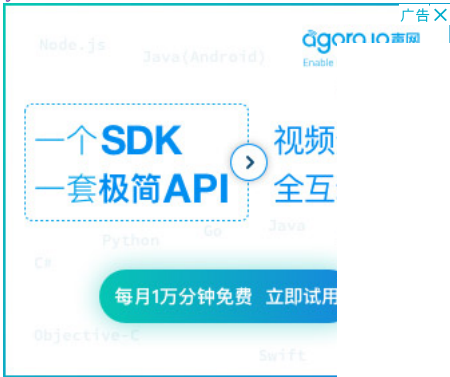 广告
Node.js
Java(Android)
agora.io声网
Enable
一个SDK
一套极简API
视频
全互
Go
Java
Python
C#
每月1万分钟免费 立即试用
Objective-C
Swift